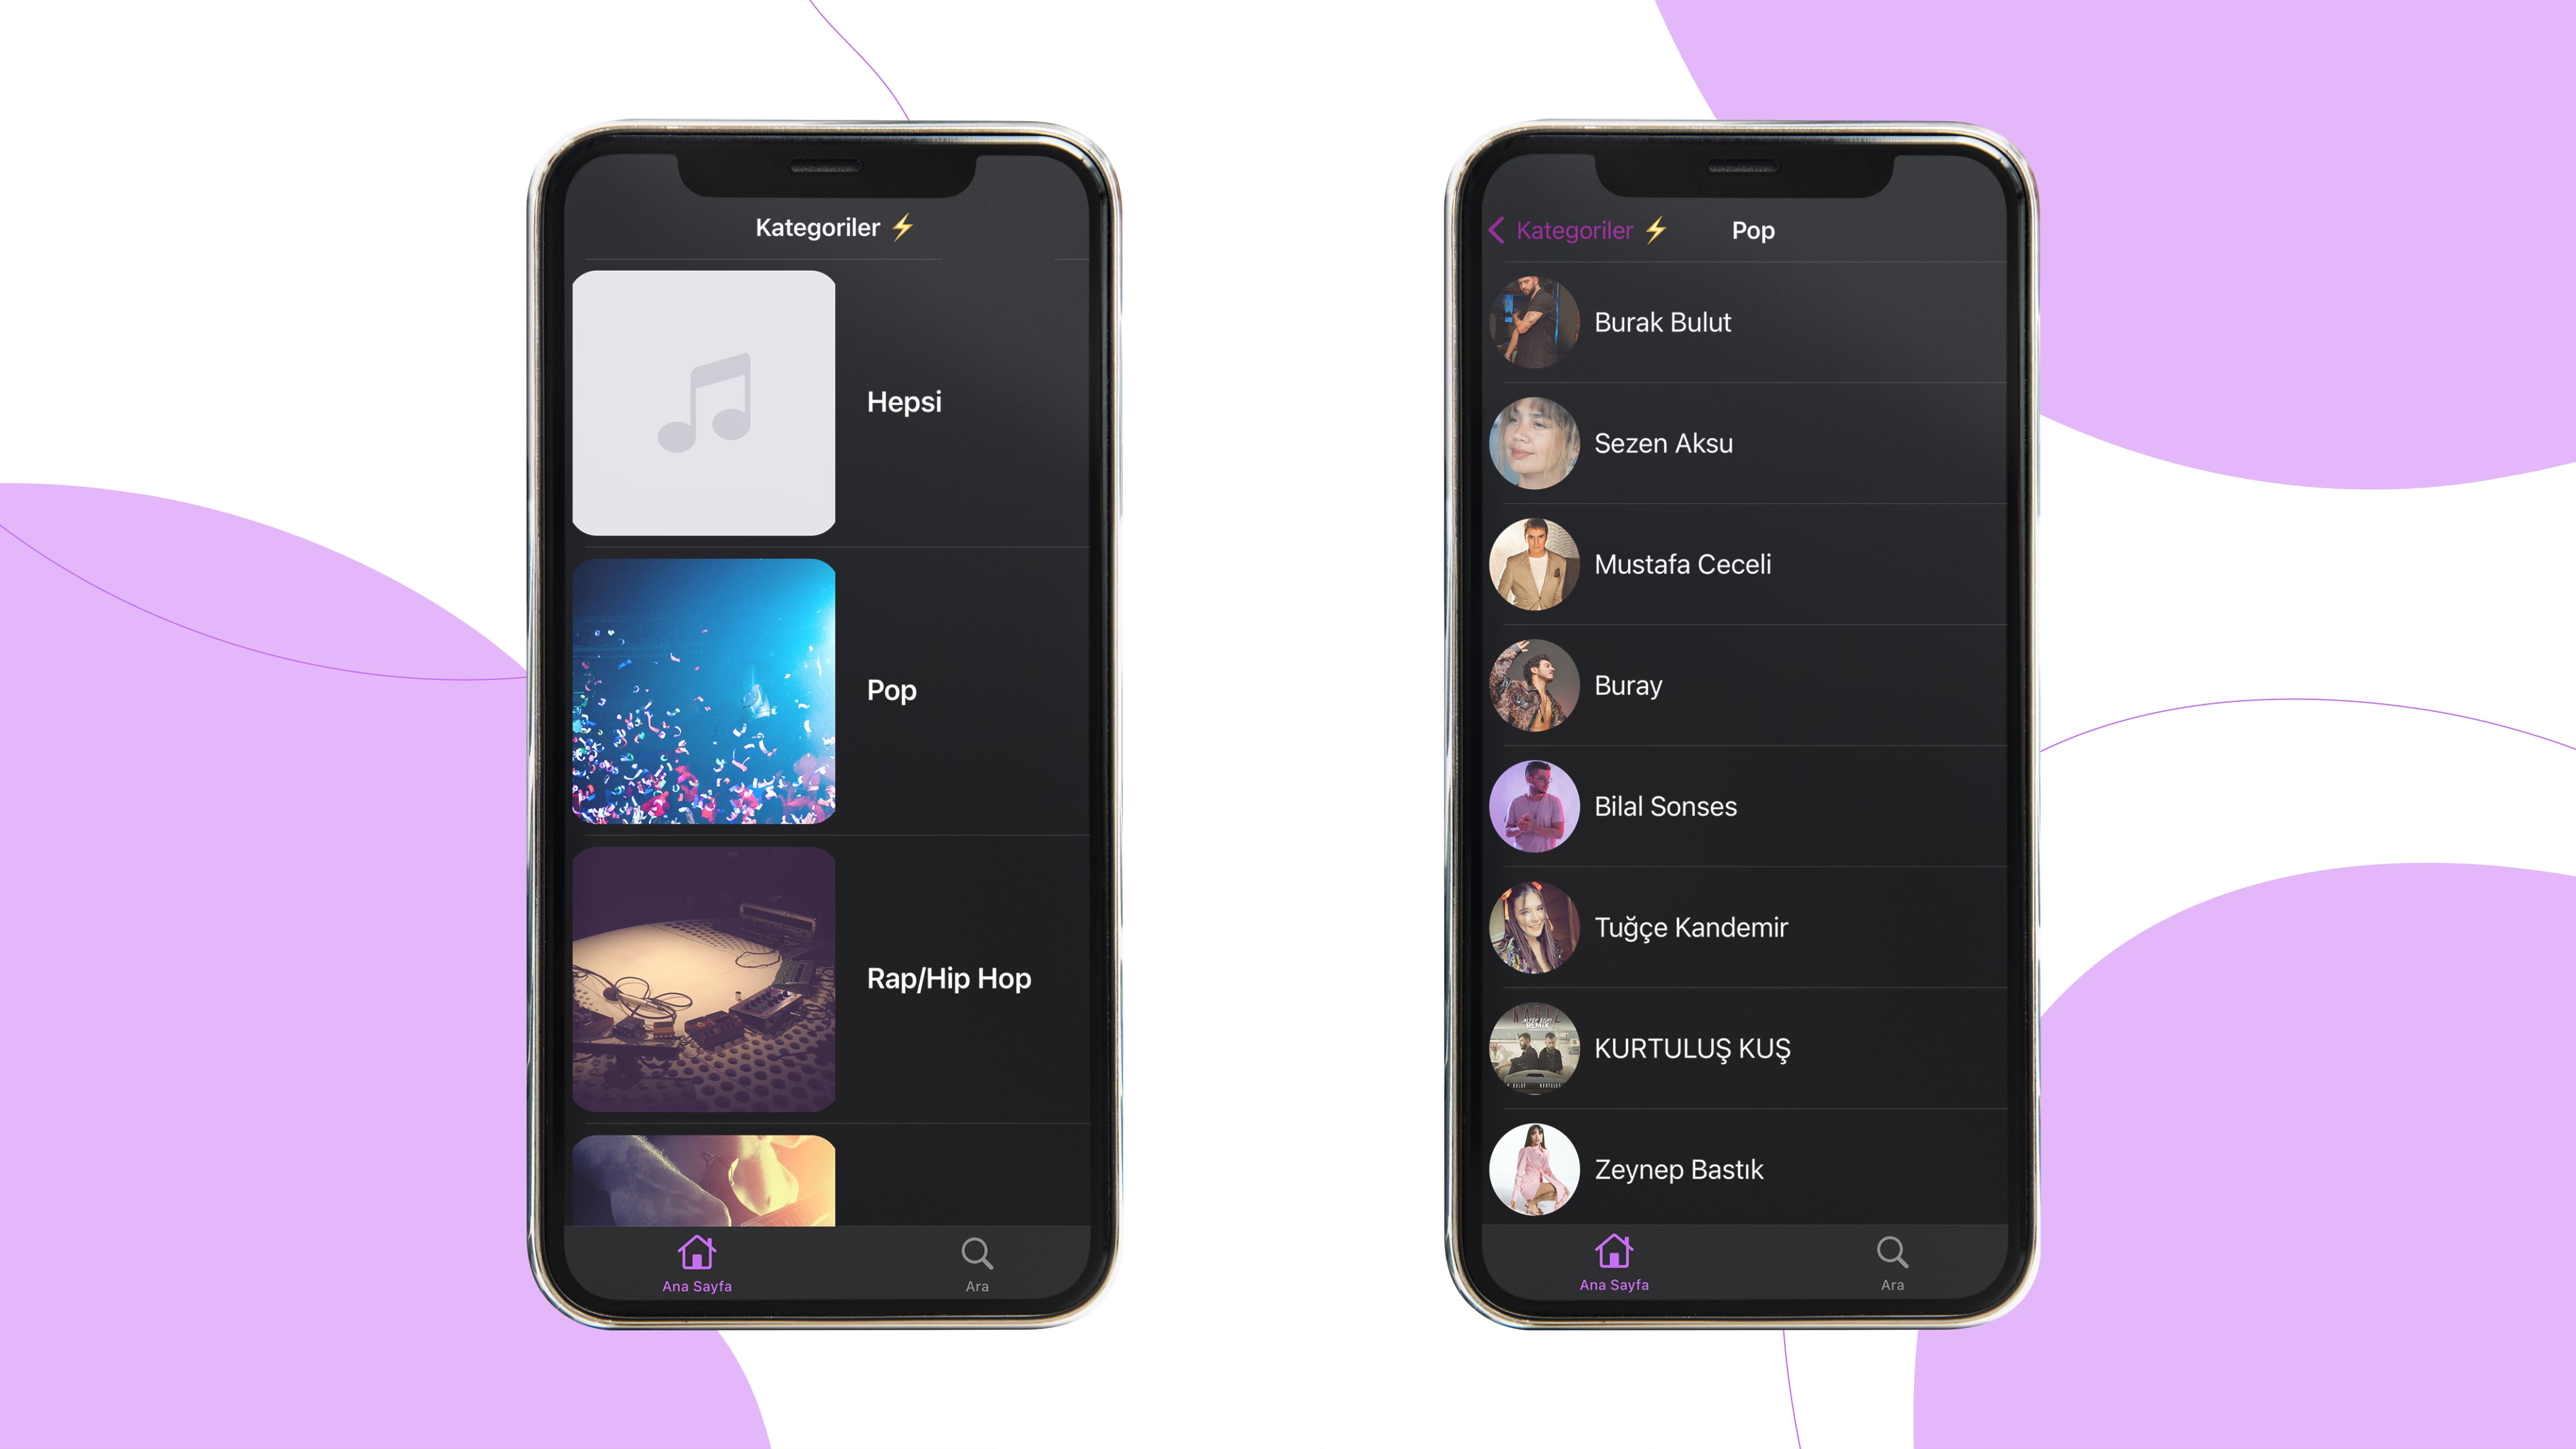 Kategoriler ⚡
Hepsi
Pop
Rap/Hip Hop
Ana Sayfa
Ara
Kategoriler ⚡
Pop
Burak Bulut
Sezen Aksu
Mustafa Ceceli
Buray
Bilal Sonses
Tuğçe Kandemir
KURTULUŞ KUŞ
Zeynep Bastık
Ana Sayfa
Ara